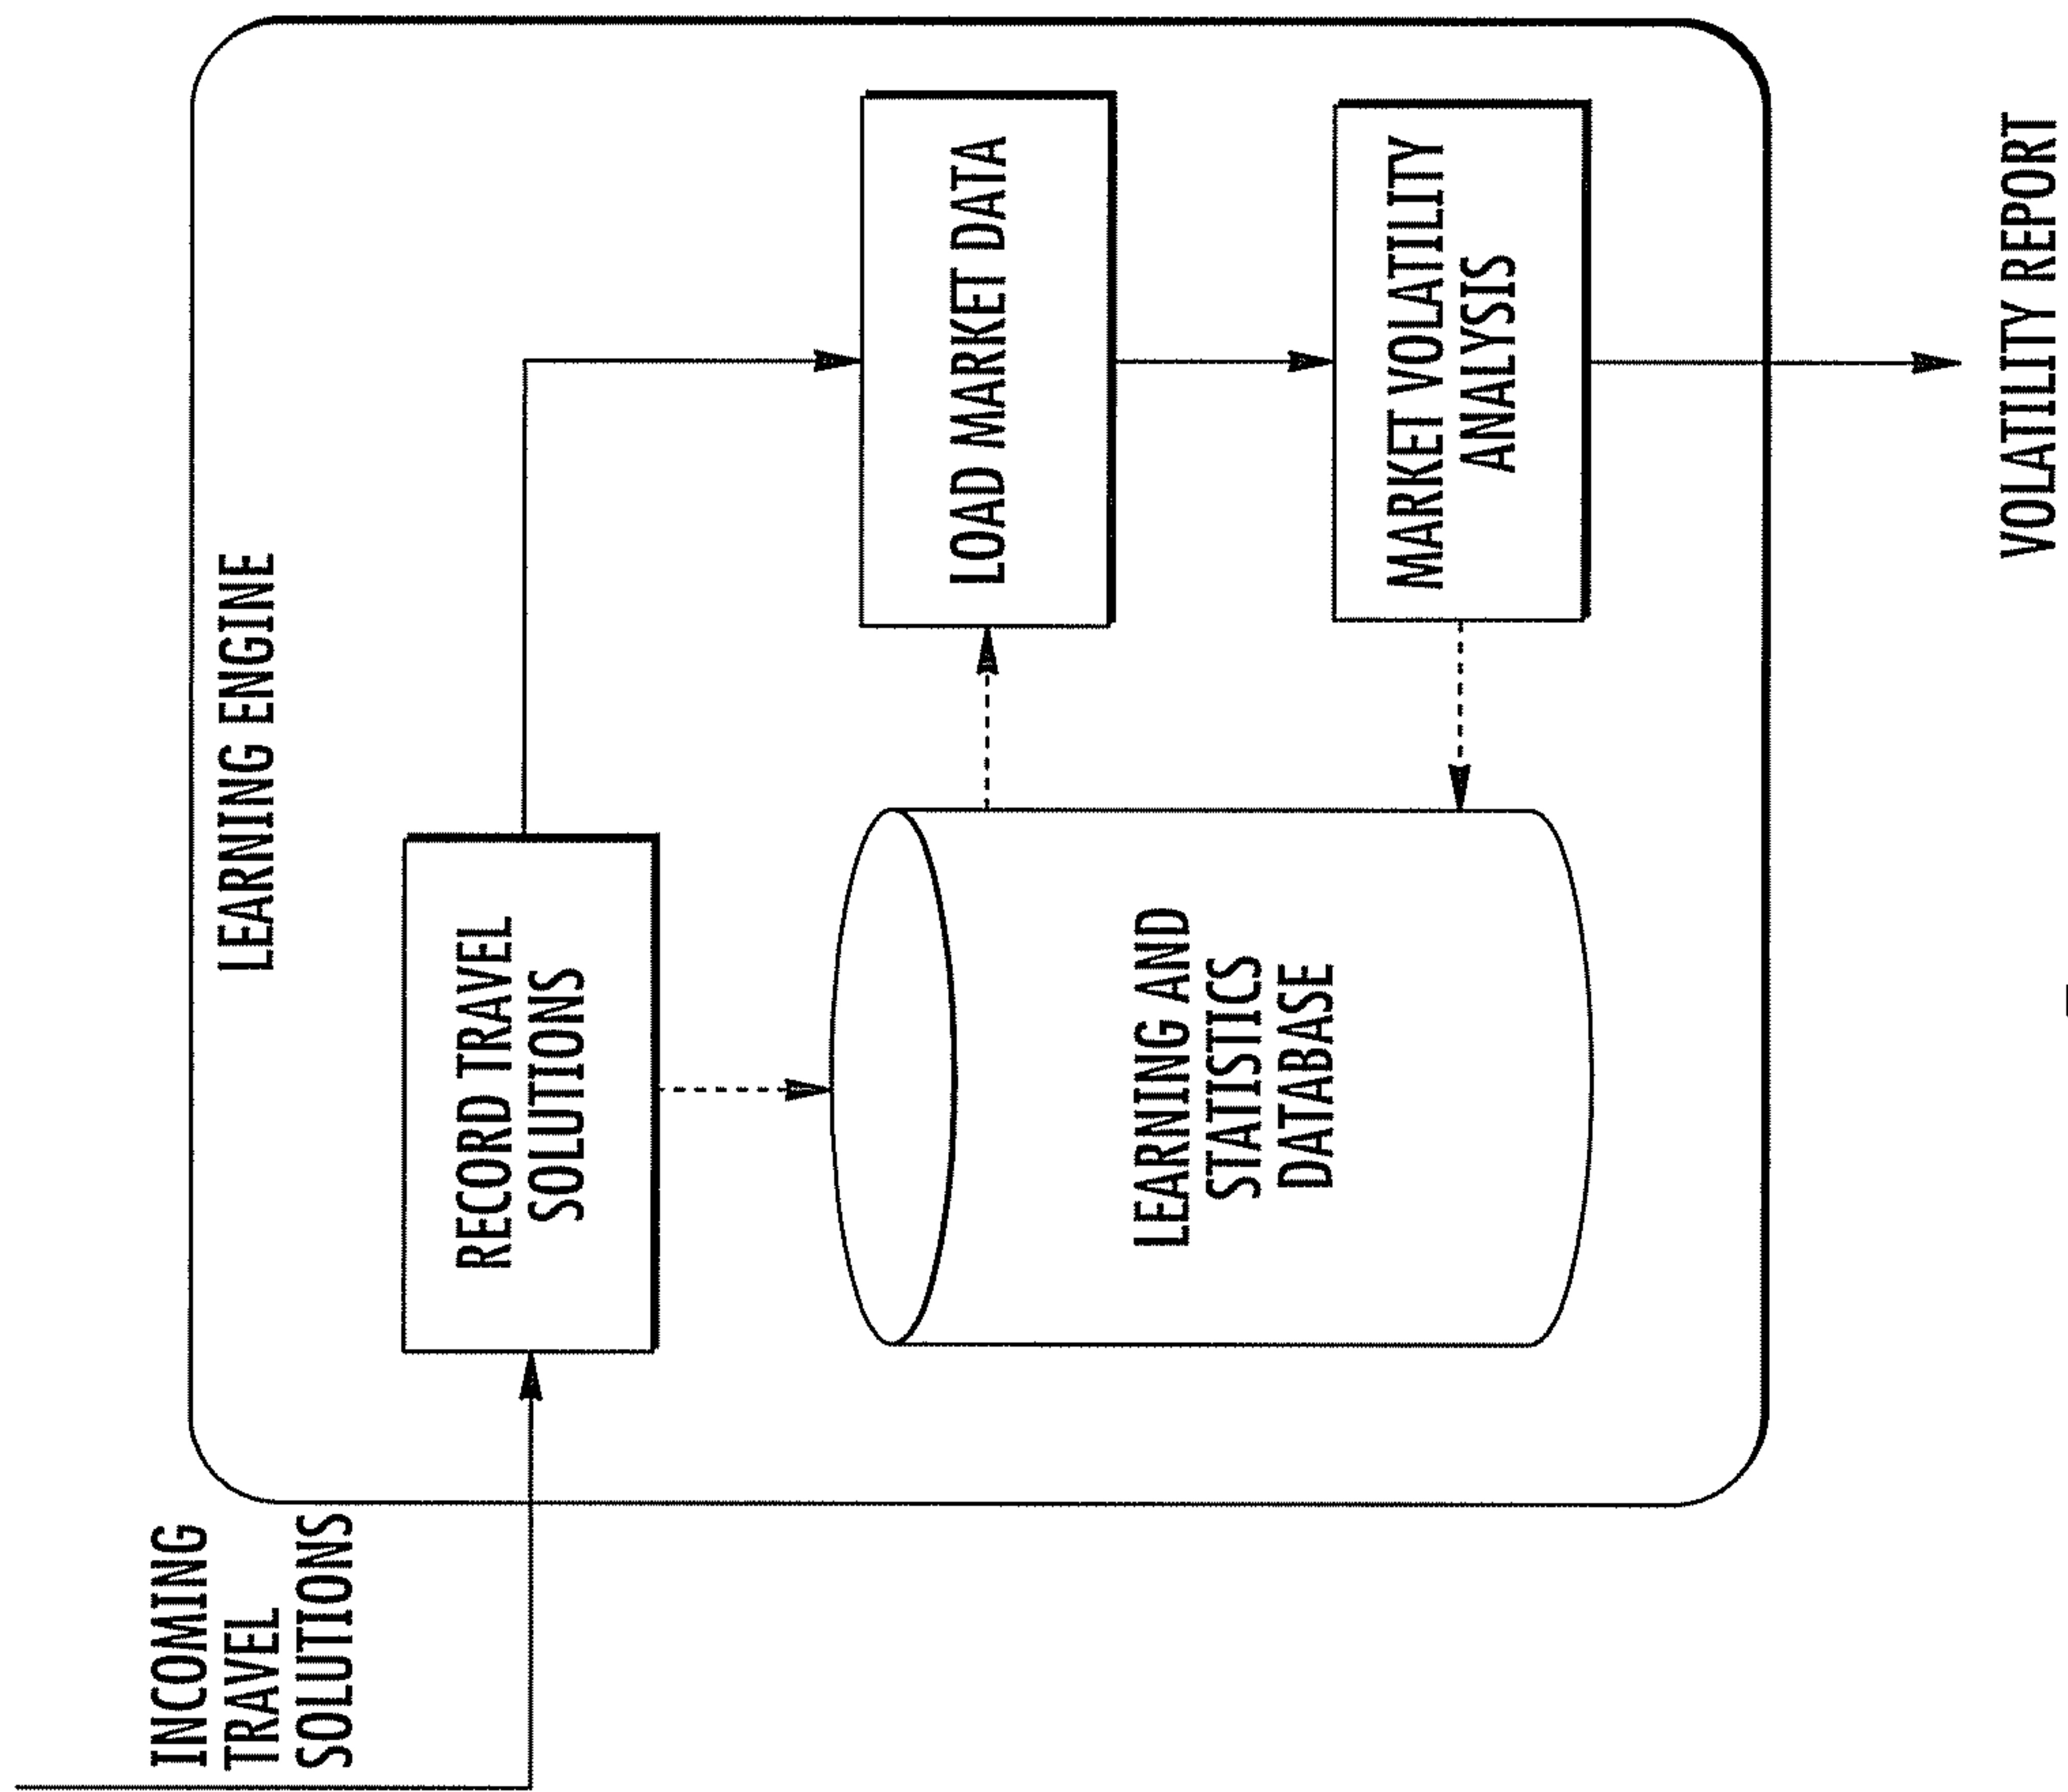 INCOMING
TRAVEL
SOLUTIONS
LEARNING ENGINE
RECORD TRAVEL
SOLUTIONS
LEARNING AND
STATISTICS
DATABASE
LOAD MARKET DATA
MARKET VOLATILITY
ANALYSIS
VOLATILITY REPORT